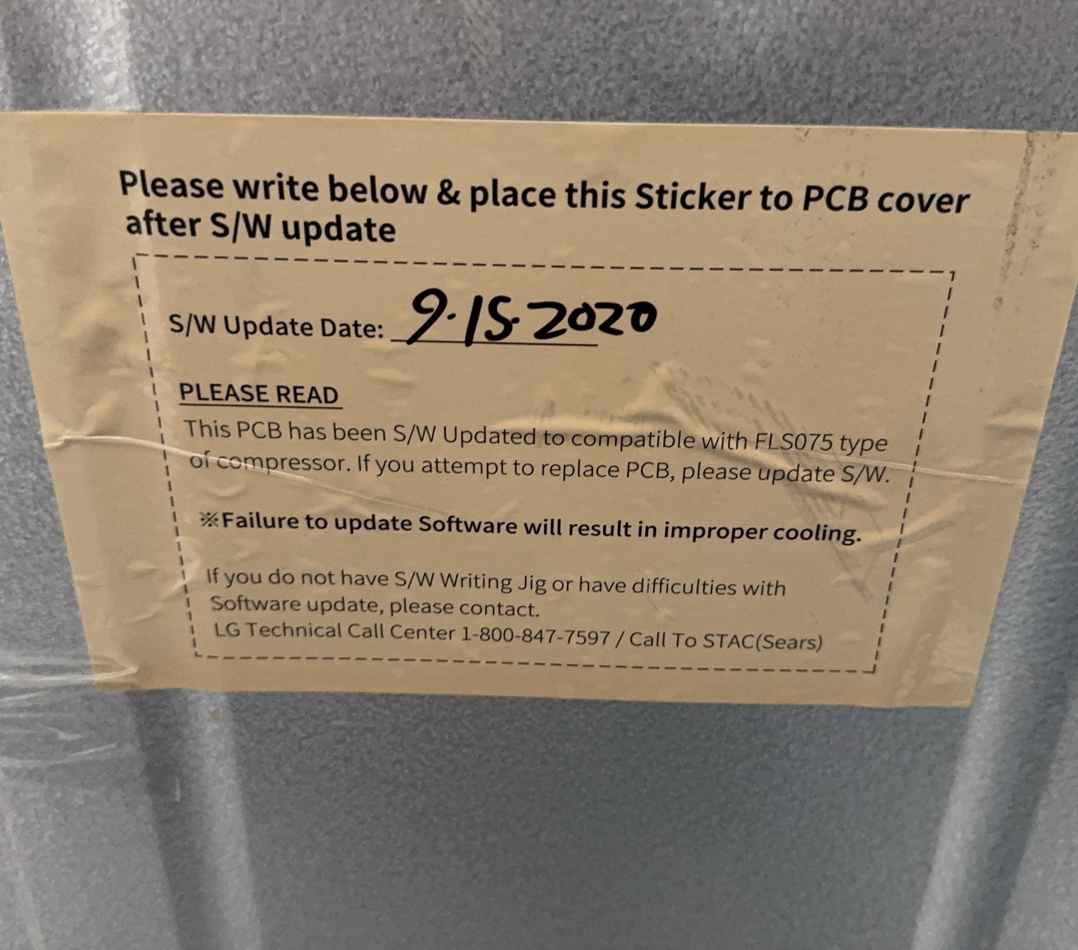 Please write below & place this Sticker to PCB cover
after S/W update
S/W Update Date: 9.15.2020
PLEASE READ
This PCB has been S/W Updated to compatible with FLS075 type
of compressor. If you attempt to replace PCB, please update S/W.
※Failure to update Software will result in improper cooling.
If you do not have S/W Writing Jig or have difficulties with
Software update, please contact.
LG Technical Call Center 1-800-847-7597 / Call To STAC(Sears)